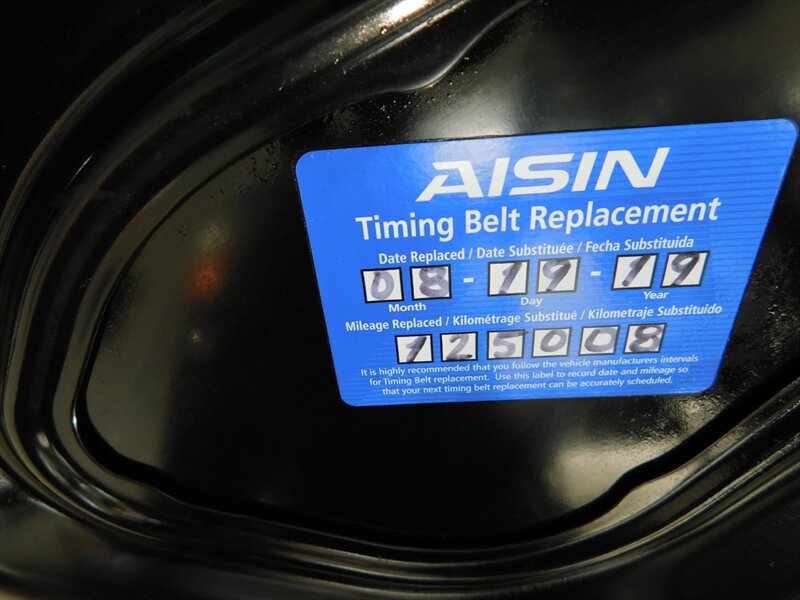 AISIN
Timing Belt Replacement
Date Replaced / Date Substituée / Fecha Substituida
08 - 19 - 19
Month Day Year
Mileage Replaced / Kilométrage Substitué / Kilometraje Substituido
125008
It is highly recommended that you follow the vehicle manufacturers intervals
for Timing Belt replacement. Use this label to record date and mileage so
that your next timing belt replacement can be accurately scheduled.